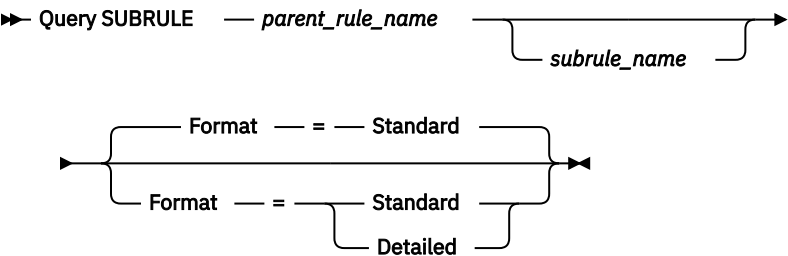 Query SUBRULE parent_rule_name
subrule_name
Format = Standard
Format = Standard
Detailed